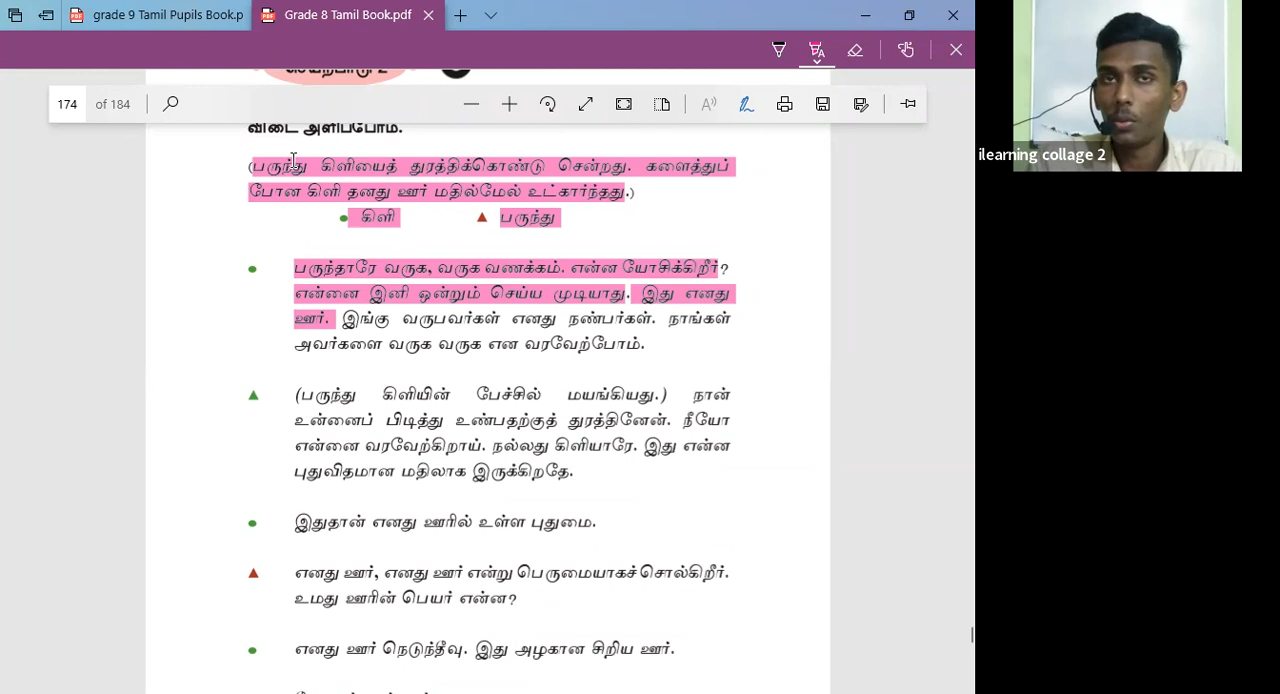 grade 9 Tamil Pupils Book.p
Grade 8 Tamil Book.pdf
செயற்பாடு 2
174 of 184
விடை அளிப்போம்.
(பருந்து கிளியைத் துரத்திக்கொண்டு சென்றது. களைத்துப்
போன கிளி தனது ஊர் மதில்மேல் உட்கார்ந்தது.)
கிளி பருந்து
பருந்தாரே வருக, வருக வணக்கம். என்ன யோசிக்கிறீர்?
என்னை இனி ஒன்றும் செய்ய முடியாது. இது எனது
ஊர். இங்கு வருபவர்கள் எனது நண்பர்கள். நாங்கள்
அவர்களை வருக வருக என வரவேற்போம்.
(பருந்து கிளியின் பேச்சில் மயங்கியது.) நான்
உன்னைப் பிடித்து உண்பதற்குத் துரத்தினேன். நீயோ
என்னை வரவேற்கிறாய். நல்லது கிளியாரே. இது என்ன
புதுவிதமான மதிலாக இருக்கிறதே.
இதுதான் எனது ஊரில் உள்ள புதுமை.
எனது ஊர், எனது ஊர் என்று பெருமையாகச் சொல்கிறீர்.
உமது ஊரின் பெயர் என்ன?
எனது ஊர் நெடுந்தீவு. இது அழகான சிறிய ஊர்.
ilearning collage 2